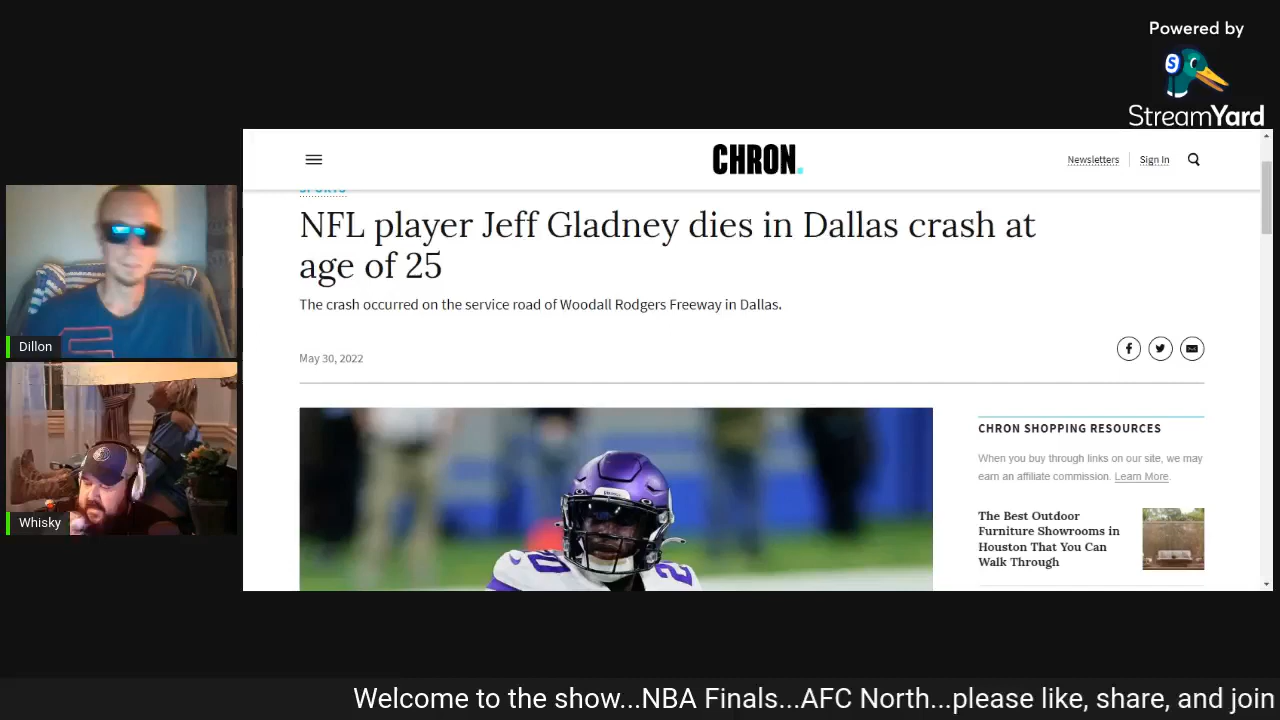 Powered by
S
StreamYard
CHRON.
Newsletters
Sign In
SPORTS
NFL player Jeff Gladney dies in Dallas crash at
age of 25
The crash occurred on the service road of Woodall Rodgers Freeway in Dallas.
May 30, 2022
CHRON SHOPPING RESOURCES
When you buy through links on our site, we may
earn an affiliate commission. Learn More.
The Best Outdoor
Furniture Showrooms in
Houston That You Can
Walk Through
20
2
Dillon
Whisky
Welcome to the show...NBA Finals...AFC North...please like, share, and join